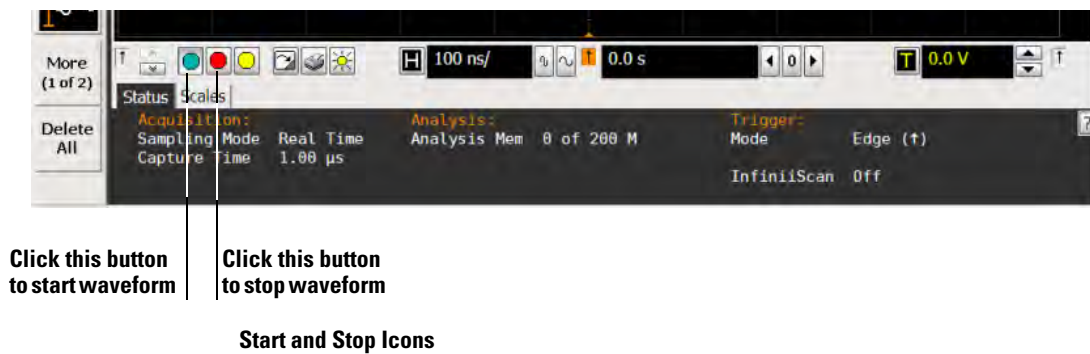 More
(1 of 2)
Delete
All
H 100 ns/ 0.0 s 0 T 0.0 V
Status Scales
Acquisition:
Sampling Mode Real Time
Capture Time 1.00 µs
Analysis:
Analysis Mem 0 of 200 M
Trigger:
Mode Edge (↑)
InfiniiScan Off
?
Click this button
to start waveform
Click this button
to stop waveform
Start and Stop Icons